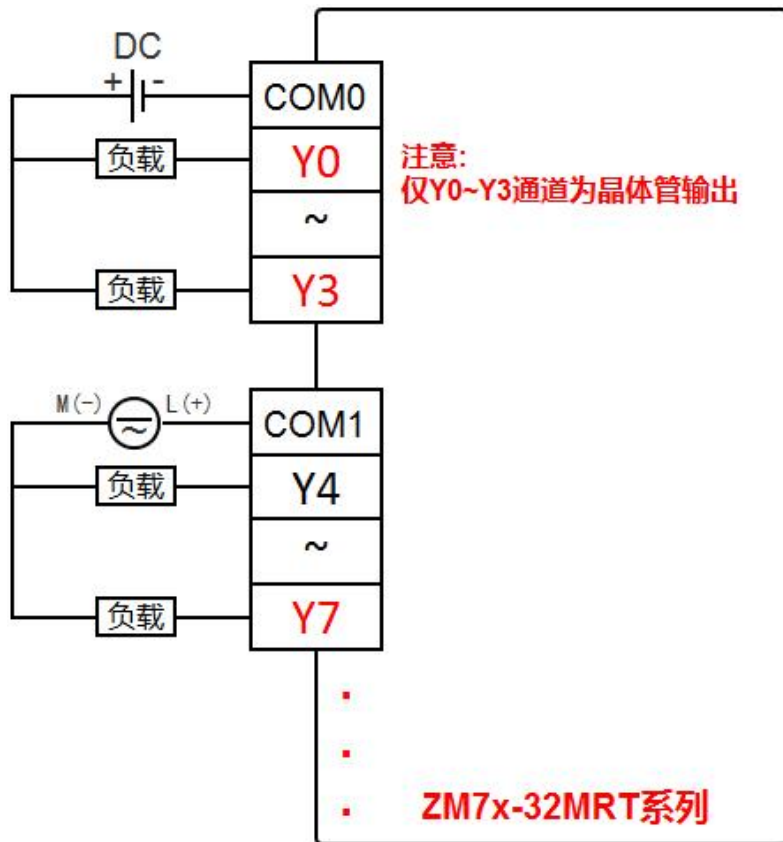 DC
+ -
COM0
负载 Y0
~
负载 Y3
注意:
仅Y0~Y3通道为晶体管输出
M(-) L(+)
COM1
负载 Y4
~
负载 Y7
ZM7x-32MRT系列